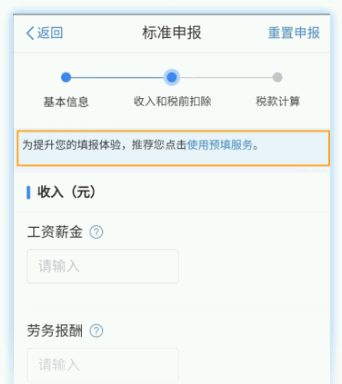 返回 标准申报 重置申报
基本信息 收入和税前扣除 税款计算
为提升您的填报体验，推荐您点击使用预填服务。
收入（元）
工资薪金 ?
请输入
劳务报酬 ?
请输入